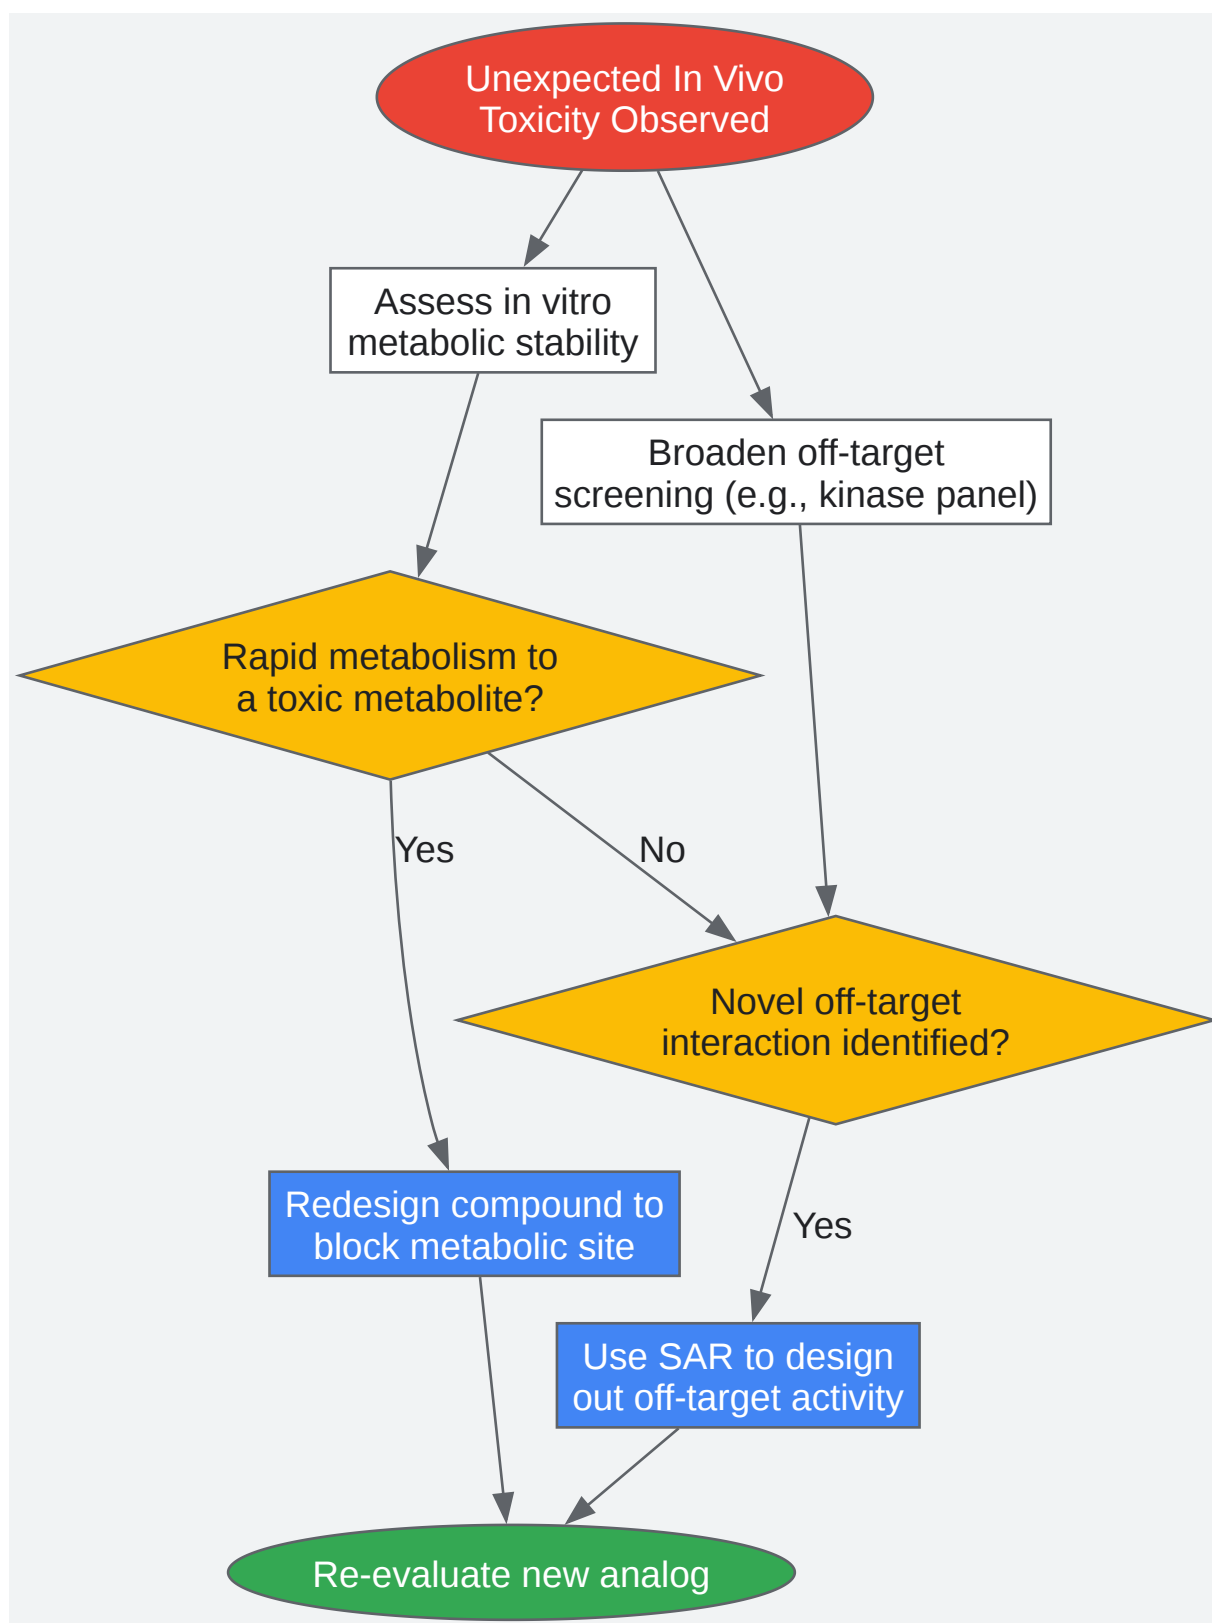 Unexpected In Vivo
Toxicity Observed
Assess in vitro
metabolic stability
Broaden off-target
screening (e.g., kinase panel)
Rapid metabolism to
a toxic metabolite?
Yes
No
Novel off-target
interaction identified?
Redesign compound to
block metabolic site
Yes
Use SAR to design
out off-target activity
Re-evaluate new analog